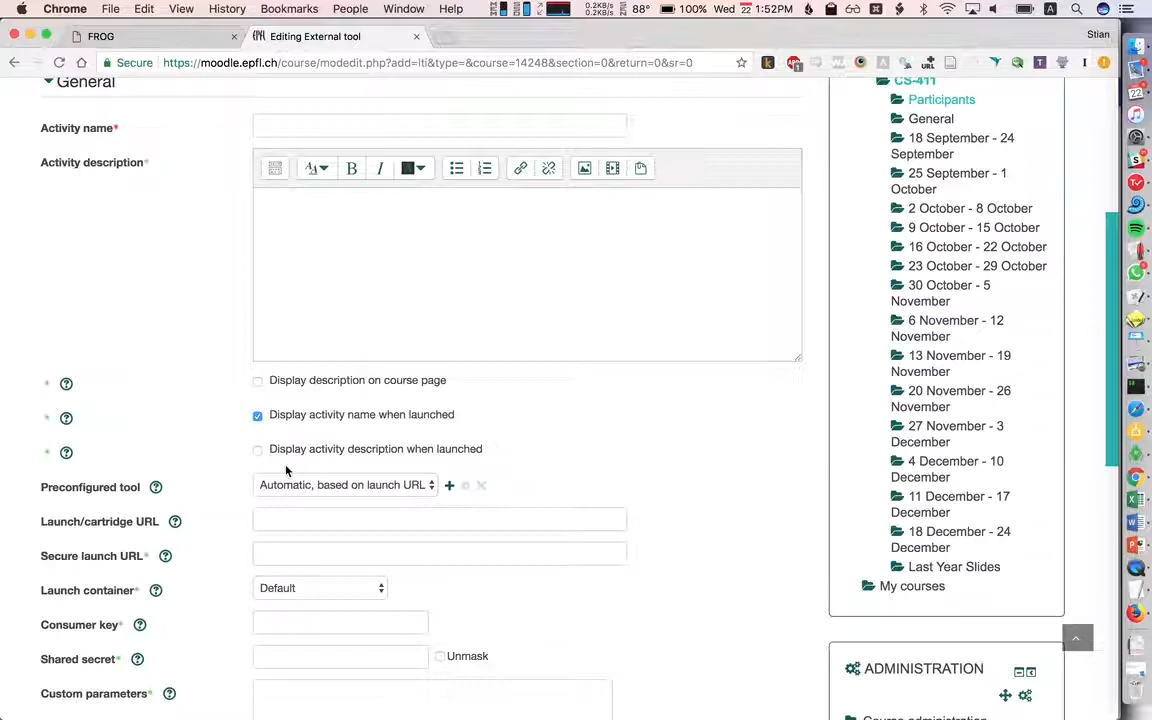 Chrome File Edit View History Bookmarks People Window Help 0.2KB/s 0.2KB/s 88° 100% Wed 22 1:52PM
FROG × Editing External tool × Stian
Secure https://moodle.epfl.ch/course/modedit.php?add=lti&type=&course=14248&section=0&return=0&sr=0
General
Activity name*
Activity description*
Display description on course page
Display activity name when launched
Display activity description when launched
Preconfigured tool Automatic, based on launch URL
Launch/cartridge URL
Secure launch URL*
Launch container* Default
Consumer key*
Shared secret* Unmask
Custom parameters*
CS-411
Participants
General
18 September - 24
September
25 September - 1
October
2 October - 8 October
9 October - 15 October
16 October - 22 October
23 October - 29 October
30 October - 5
November
6 November - 12
November
13 November - 19
November
20 November - 26
November
27 November - 3
December
4 December - 10
December
11 December - 17
December
18 December - 24
December
Last Year Slides
My courses
ADMINISTRATION
Course administration